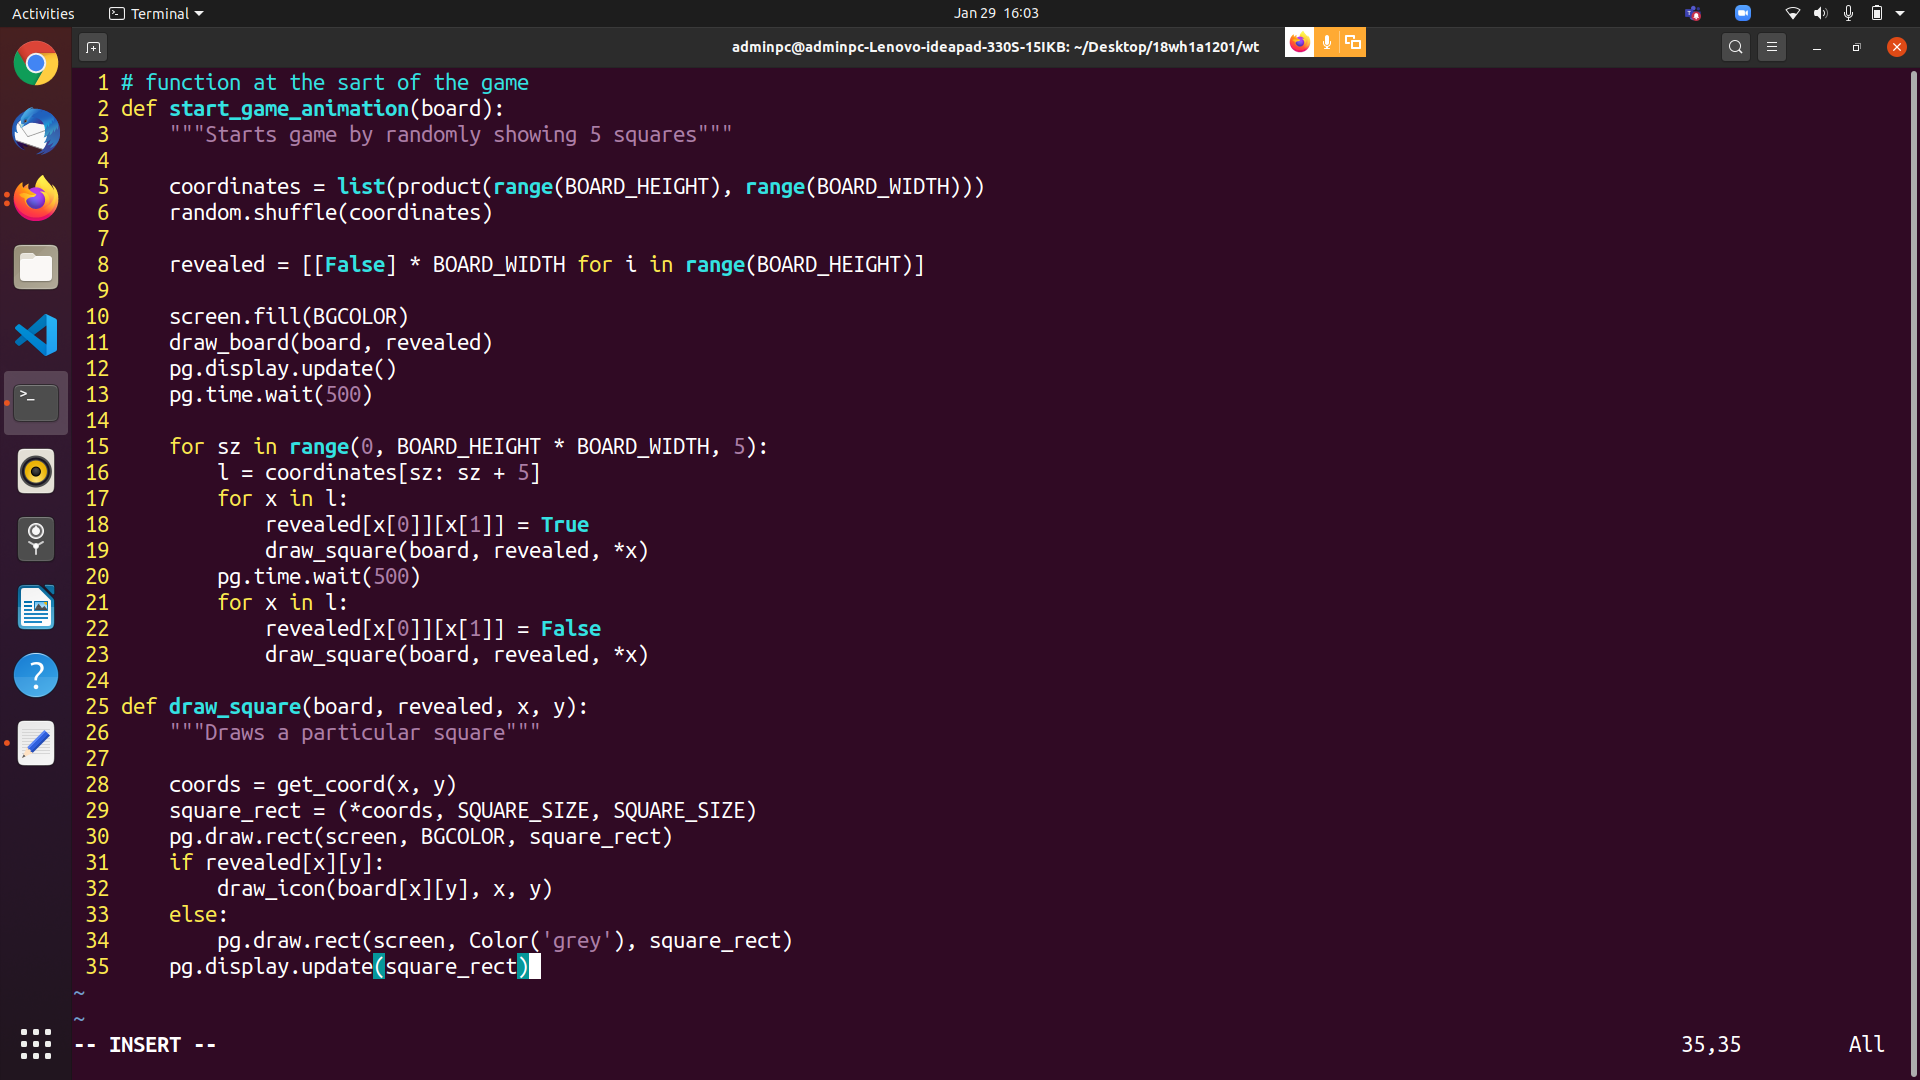 Activities Terminal Jan 29 16:03
adminpc@adminpc-Lenovo-ideapad-330S-15IKB: ~/Desktop/18wh1a1201/wt
1 # function at the sart of the game
2 def start_game_animation(board):
3     """Starts game by randomly showing 5 squares"""
4
5     coordinates = list(product(range(BOARD_HEIGHT), range(BOARD_WIDTH)))
6     random.shuffle(coordinates)
7
8     revealed = [[False] * BOARD_WIDTH for i in range(BOARD_HEIGHT)]
9
10     screen.fill(BGCOLOR)
11     draw_board(board, revealed)
12     pg.display.update()
13     pg.time.wait(500)
14
15     for sz in range(0, BOARD_HEIGHT * BOARD_WIDTH, 5):
16         l = coordinates[sz: sz + 5]
17         for x in l:
18             revealed[x[0]][x[1]] = True
19             draw_square(board, revealed, *x)
20         pg.time.wait(500)
21         for x in l:
22             revealed[x[0]][x[1]] = False
23             draw_square(board, revealed, *x)
24
25 def draw_square(board, revealed, x, y):
26     """Draws a particular square"""
27
28     coords = get_coord(x, y)
29     square_rect = (*coords, SQUARE_SIZE, SQUARE_SIZE)
30     pg.draw.rect(screen, BGCOLOR, square_rect)
31     if revealed[x][y]:
32         draw_icon(board[x][y], x, y)
33     else:
34         pg.draw.rect(screen, Color('grey'), square_rect)
35     pg.display.update(square_rect)
~
~
-- INSERT -- 35,35 All